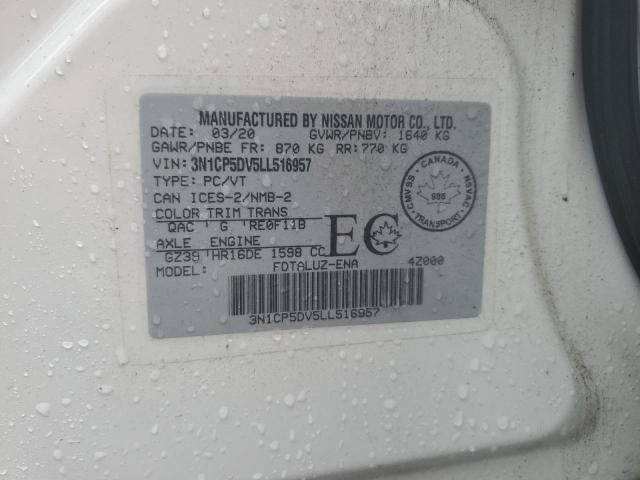 MANUFACTURED BY NISSAN MOTOR CO., LTD.
DATE: 03/20 GVWR/PNBV: 1640 KG
GAWR/PNBE FR: 870 KG RR: 770 KG
VIN: 3N1CP5DV5LL516957
TYPE: PC/VT
CAN ICES-2/NMB-2
COLOR TRIM TRANS
QAC G RE0F11B
AXLE ENGINE
GZ39 HR16DE 1598 CC
MODEL: FDTALUZ-ENA 4Z000
3N1CP5DV5LL516957
EC
CANADA
CMVSS NSVAC
TRANSPORT